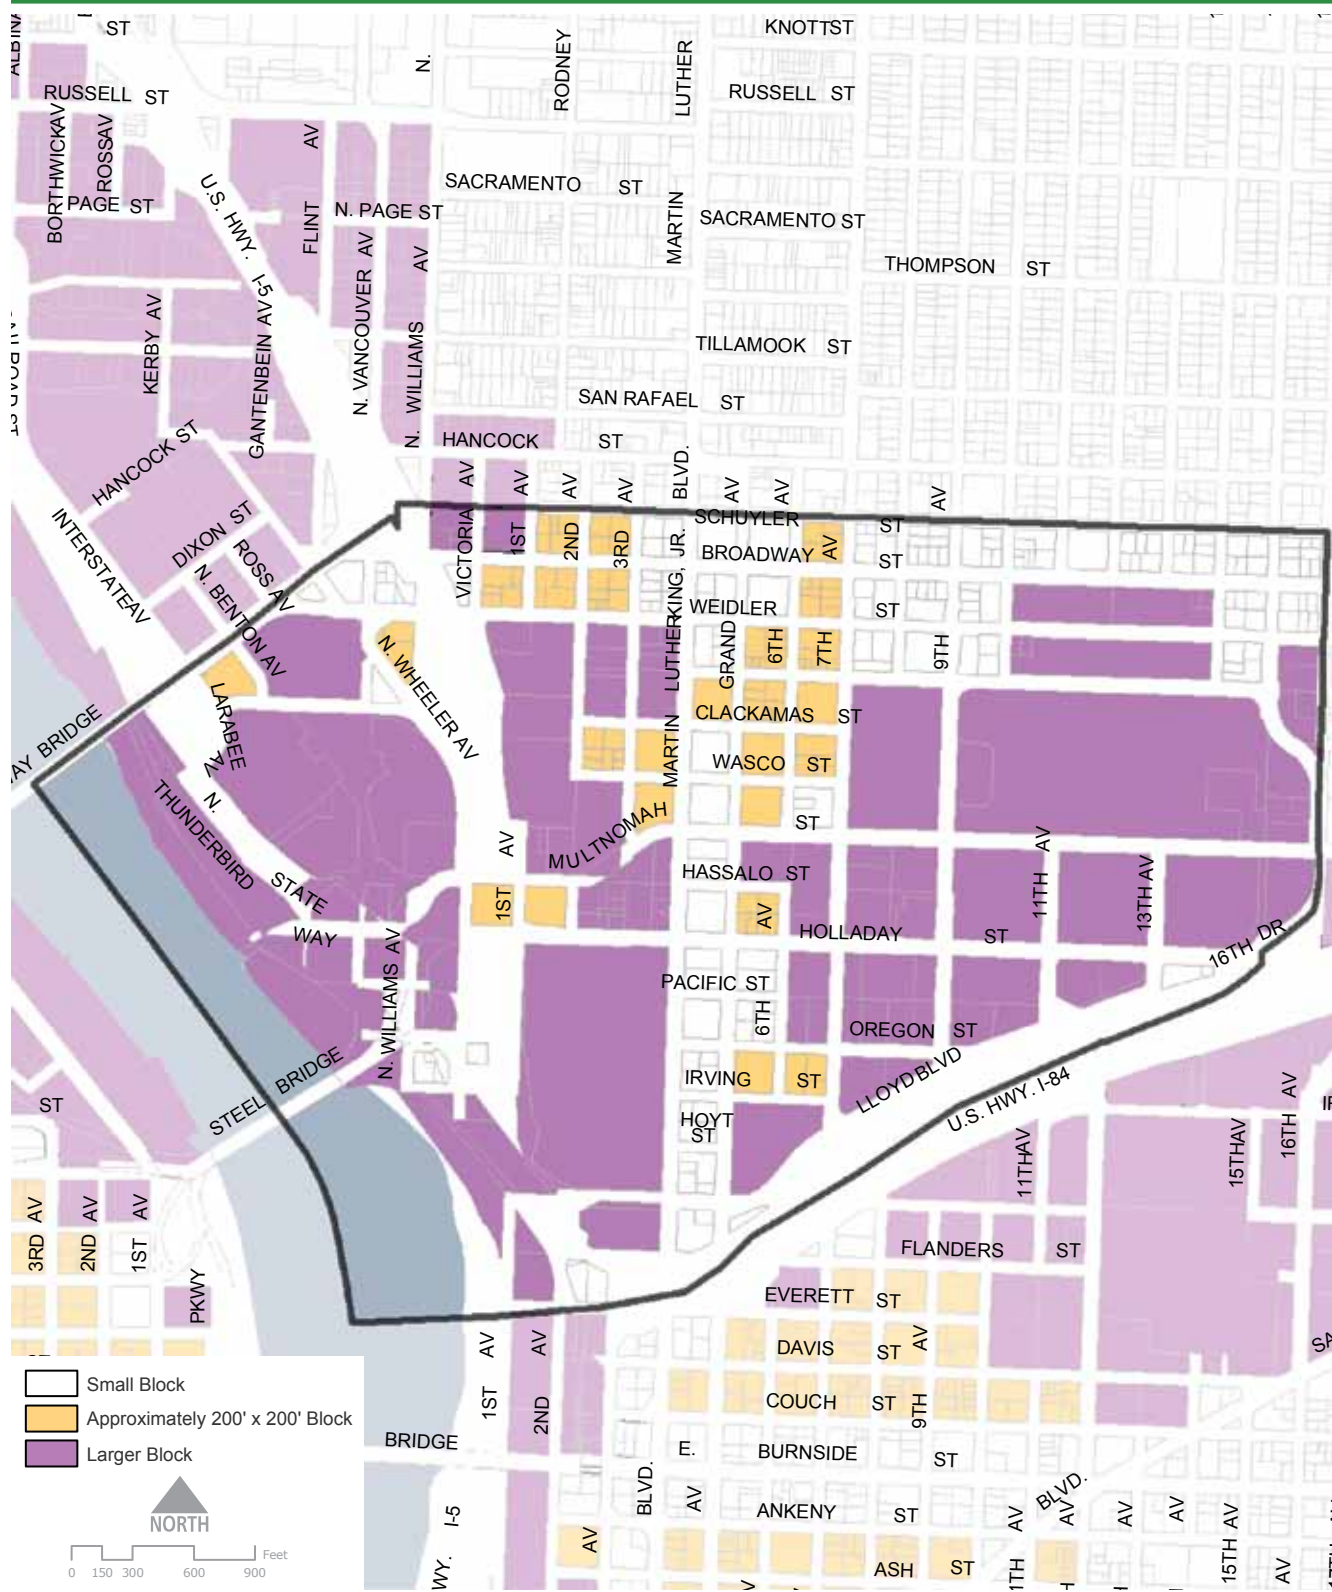 ST
KNOTT ST
N.
RODNEY
LUTHER
RUSSELL ST
RUSSELL ST
BORTHWICK AV
ROSS AV
AV
FLINT
U.S. HWY. I-5
SACRAMENTO ST
PAGE ST
N. PAGE ST
MARTIN
SACRAMENTO ST
THOMPSON ST
KERBY AV
GANTENBEIN AV
N. VANCOUVER AV
N. WILLIAMS AV
TILLAMOOK ST
SAN RAFAEL ST
HANCOCK ST
HANCOCK ST
BLVD.
VICTORIA AV
1ST AV
2ND AV
3RD AV
AV
AV
AV
INTERSTATE AV
DIXON ST
ROSS AV
N. BENTON AV
SCHUYLER ST
BROADWAY ST
AV
WEIDLER ST
MARTIN LUTHER KING, JR.
GRAND
6TH
7TH
9TH
N. WHEELER AV
LARABEE AV
N.
CLACKAMAS ST
WASCO ST
BRIDGE
THUNDERBIRD
STATE
WAY
MULTNOMAH ST
AV
1ST
HASSALO ST
11TH AV
13TH AV
AV
HOLLADAY ST
16TH DR
N. WILLIAMS AV
PACIFIC ST
6TH
OREGON ST
STEEL BRIDGE
IRVING ST
LLOYD BLVD
U.S. HWY. I-84
HOYT ST
ST
11TH AV
15TH AV
16TH AV
3RD AV
2ND AV
1ST AV
PKWY
FLANDERS ST
EVERETT ST
DAVIS ST
AV
9TH
COUCH ST
1ST AV
2ND AV
BRIDGE
E. BURNSIDE ST
BLVD.
AV
BLVD.
ANKENY ST
AV
AV
AV
AV
AV
15TH AV
I-5
ASH ST
AV
Small Block
Approximately 200' x 200' Block
Larger Block
NORTH
0 150 300 600 900 Feet